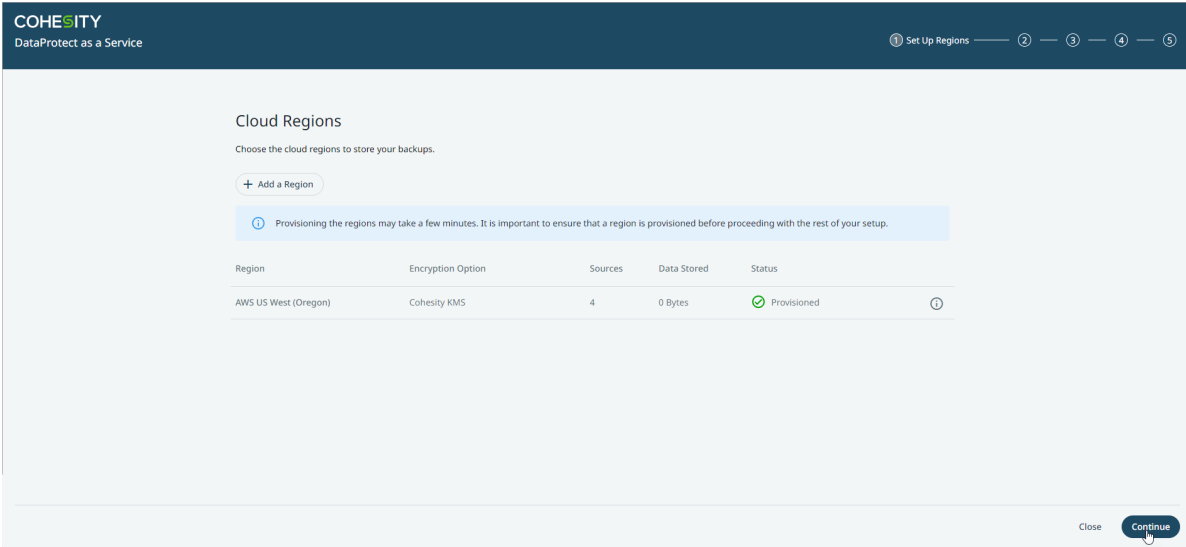 COHESITY
DataProtect as a Service
1 Set Up Regions 2 3 4 5
Cloud Regions
Choose the cloud regions to store your backups.
+ Add a Region
Provisioning the regions may take a few minutes. It is important to ensure that a region is provisioned before proceeding with the rest of your setup.
Region Encryption Option Sources Data Stored Status
AWS US West (Oregon) Cohesity KMS 4 0 Bytes Provisioned
Close Continue